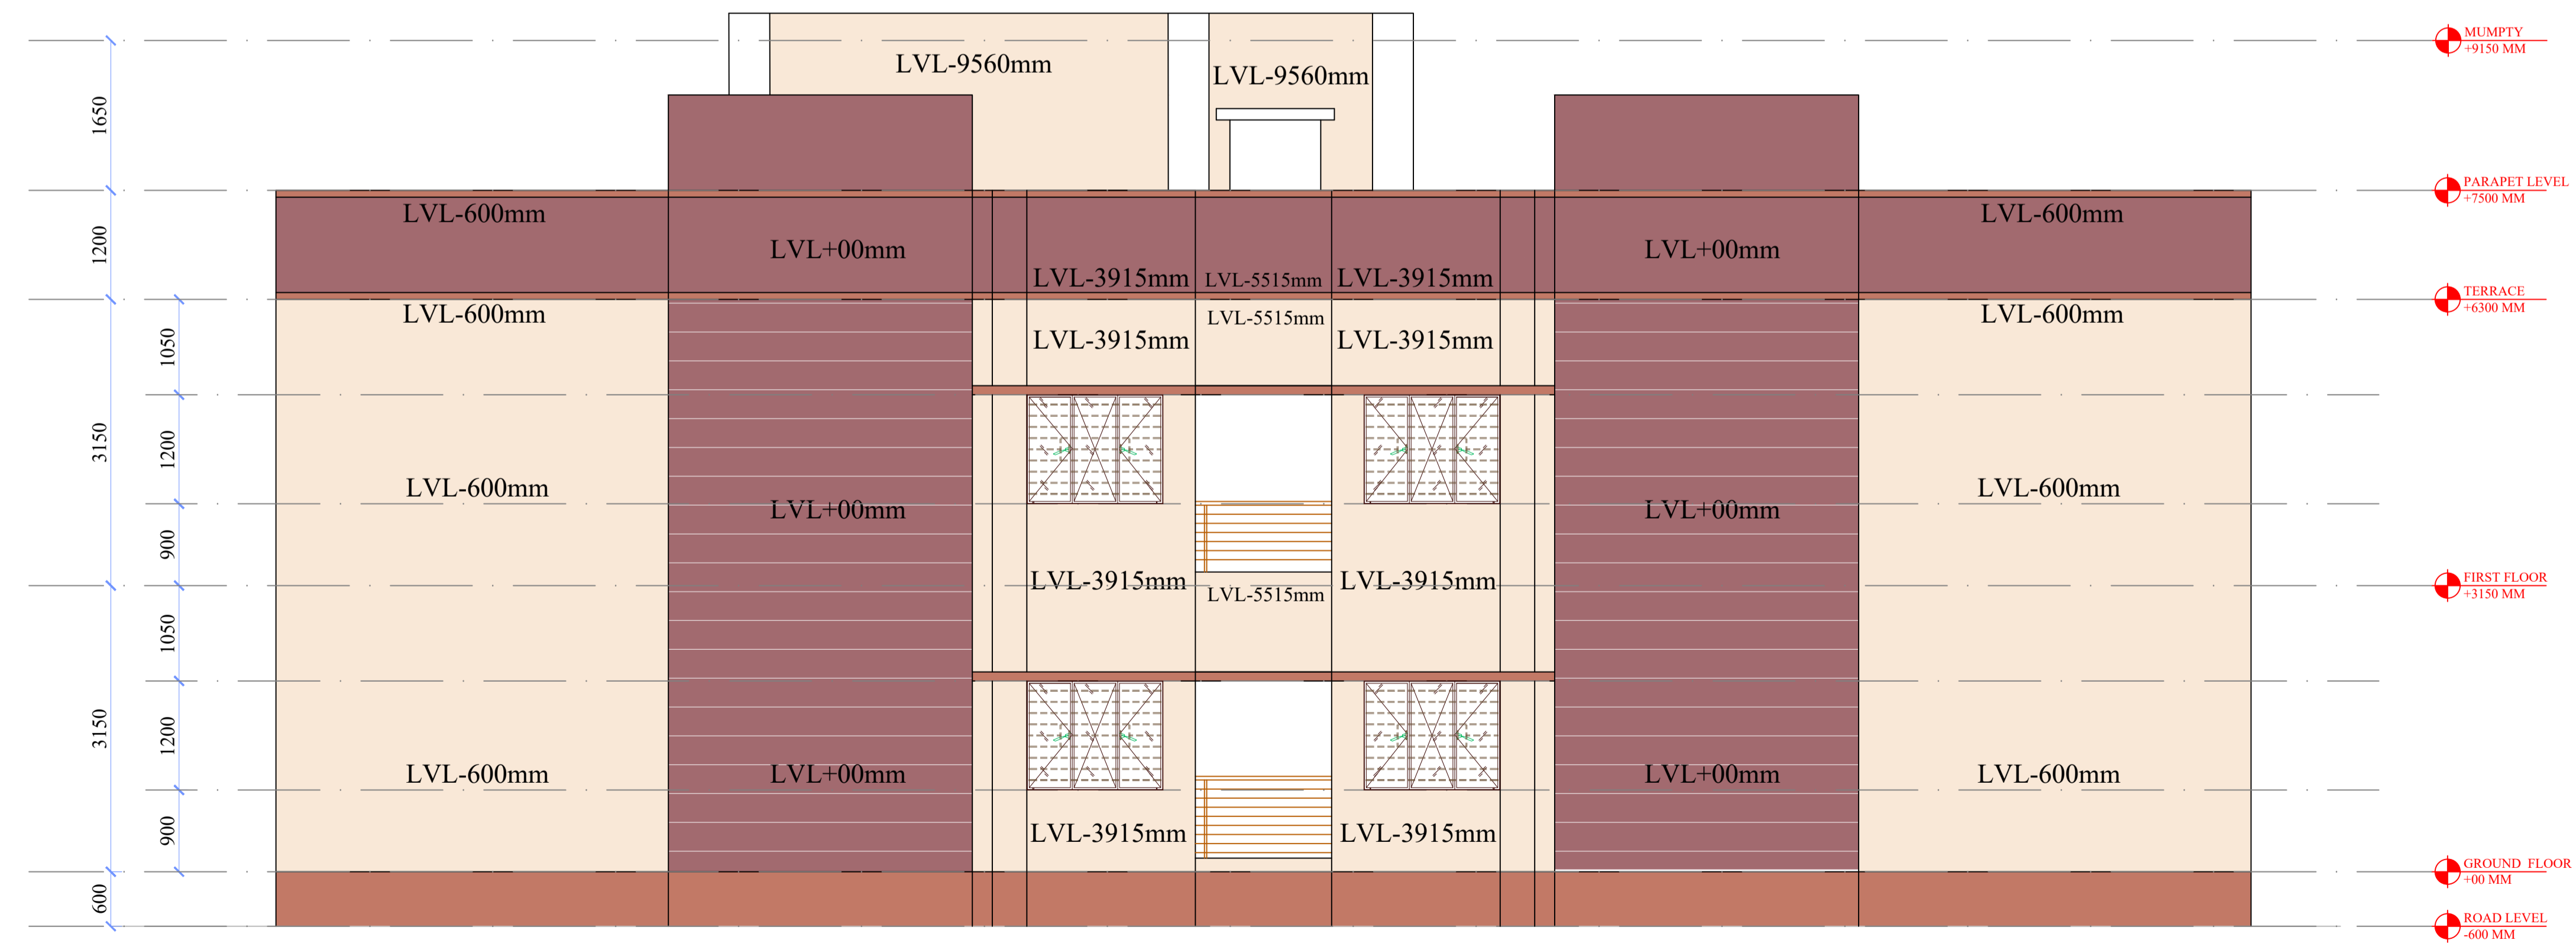 MUMPTY
+9150 MM
LVL-9560mm
LVL-9560mm
1650
PARAPET LEVEL
+7500 MM
LVL-600mm
LVL-600mm
1200
LVL+00mm
LVL+00mm
LVL-3915mm
LVL-5515mm
LVL-3915mm
TERRACE
+6300 MM
LVL-600mm
LVL-5515mm
LVL-600mm
1050
LVL-3915mm
LVL-3915mm
3150
1200
LVL-600mm
LVL-600mm
LVL+00mm
LVL+00mm
900
FIRST FLOOR
+3150 MM
LVL-3915mm
LVL-5515mm
LVL-3915mm
1050
3150
1200
LVL-600mm
LVL+00mm
LVL+00mm
LVL-600mm
900
LVL-3915mm
LVL-3915mm
GROUND FLOOR
+00 MM
600
ROAD LEVEL
-600 MM